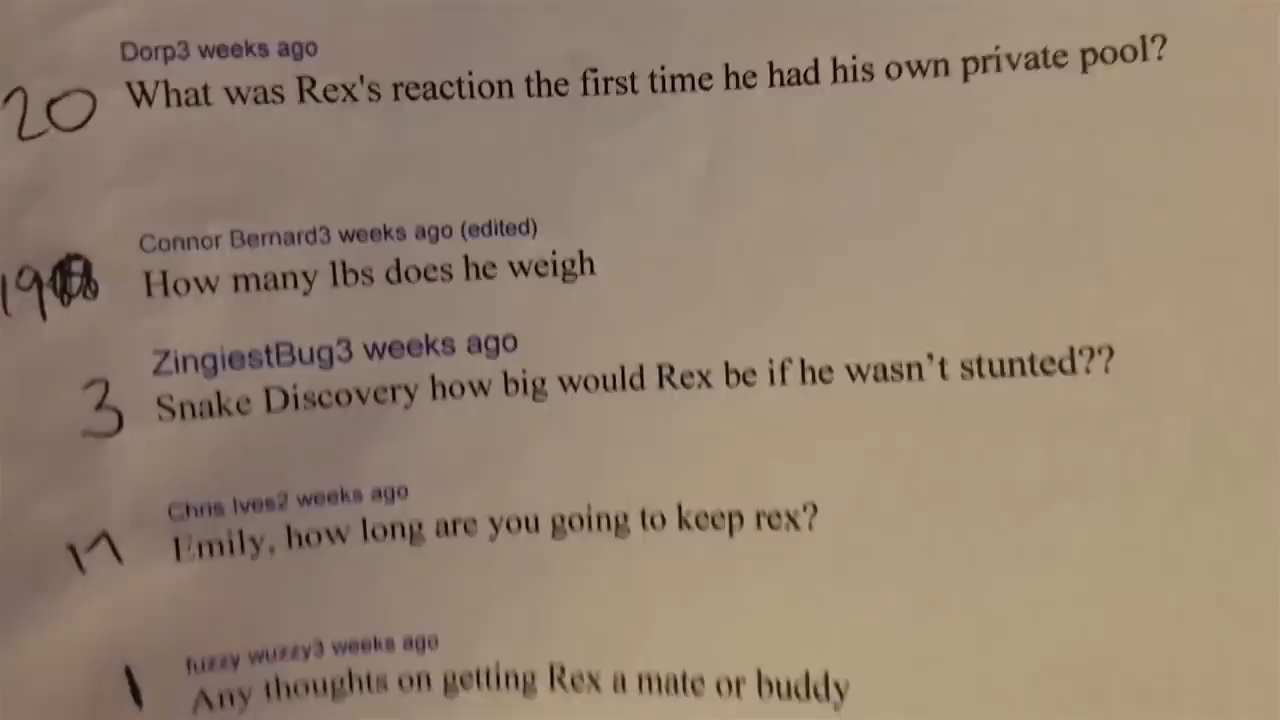 Dorp3 weeks ago
20 What was Rex's reaction the first time he had his own private pool?
Connor Bernard3 weeks ago (edited)
19 How many lbs does he weigh
ZingiestBug3 weeks ago
3 Snake Discovery how big would Rex be if he wasn't stunted??
Chris Ives2 weeks ago
17 Emily, how long are you going to keep rex?
fuzzy wuzzy3 weeks ago
1 Any thoughts on getting Rex a mate or buddy